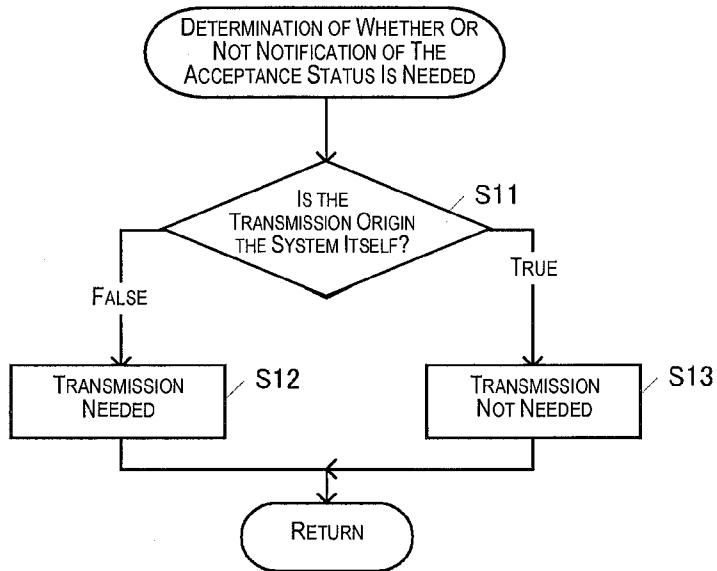 DETERMINATION OF WHETHER OR
NOT NOTIFICATION OF THE
ACCEPTANCE STATUS IS NEEDED
IS THE
TRANSMISSION ORIGIN
THE SYSTEM ITSELF?
S11
FALSE
TRUE
TRANSMISSION
NEEDED
S12
TRANSMISSION
NOT NEEDED
S13
RETURN